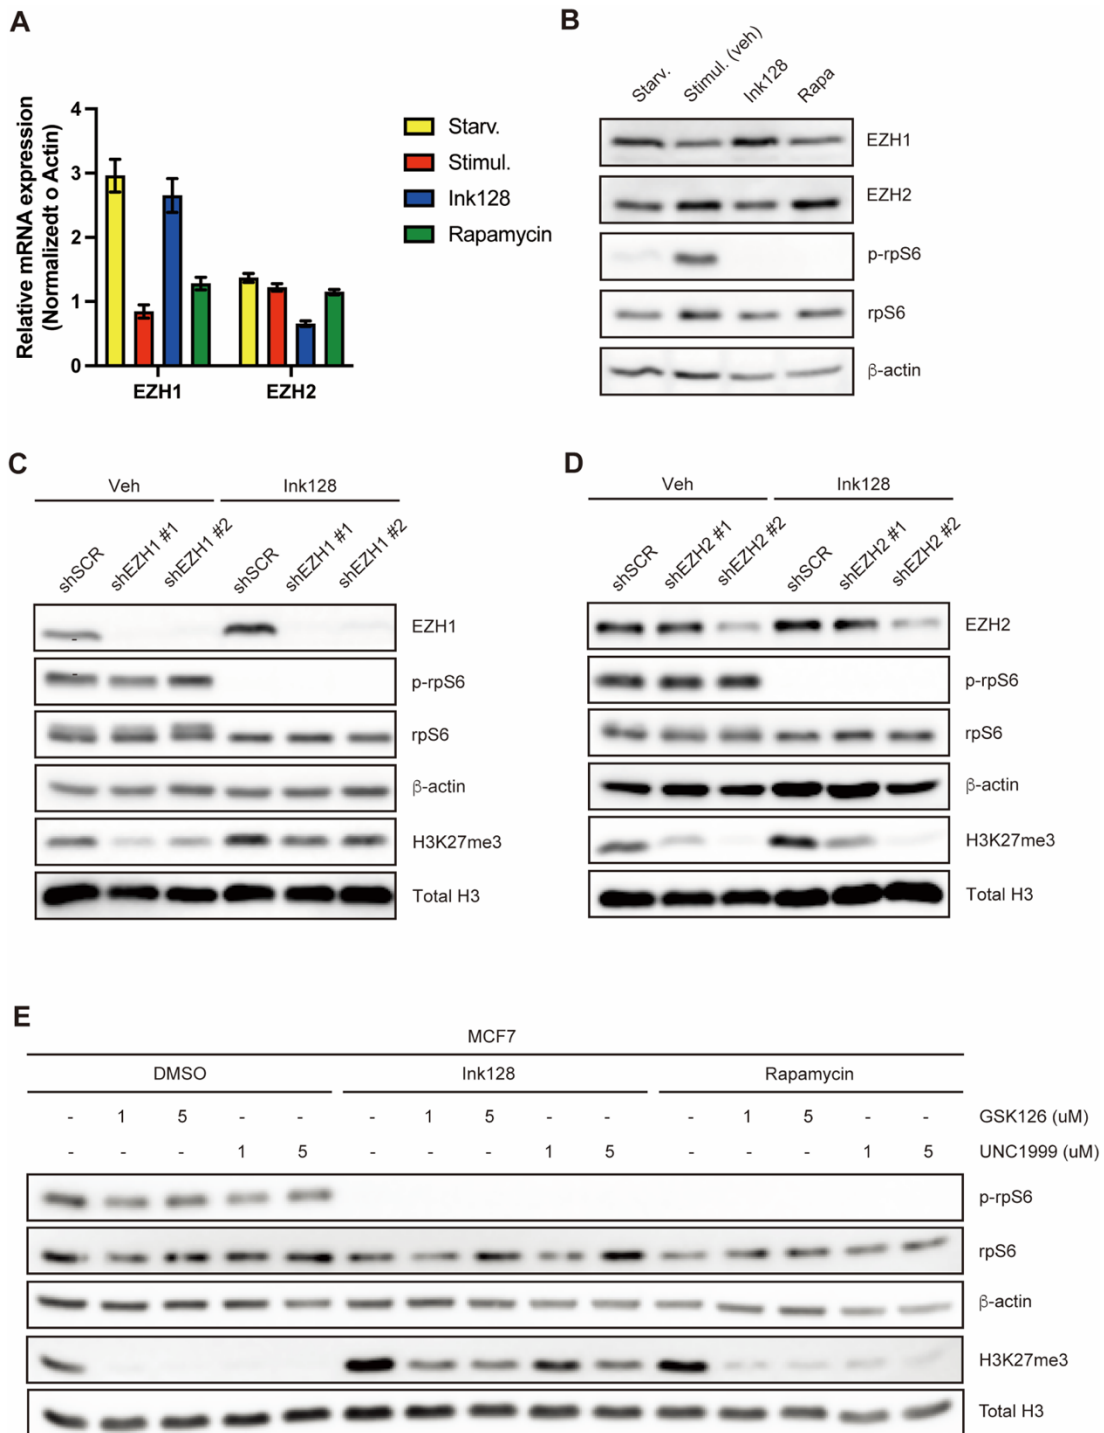 A
Relative mRNA expression
(Normalizedt o Actin)
4
3
2
1
0
EZH1
EZH2
Starv.
Stimul.
Ink128
Rapamycin
B
Starv.
Stimul. (veh)
Ink128
Rapa
EZH1
EZH2
p-rpS6
rpS6
β-actin
C
Veh
Ink128
shSCR
shEZH1 #1
shEZH1 #2
shSCR
shEZH1 #1
shEZH1 #2
EZH1
p-rpS6
rpS6
β-actin
H3K27me3
Total H3
D
Veh
Ink128
shSCR
shEZH2 #1
shEZH2 #2
shSCR
shEZH2 #1
shEZH2 #2
EZH2
p-rpS6
rpS6
β-actin
H3K27me3
Total H3
E
MCF7
DMSO Ink128 Rapamycin
- 1 5 - - - 1 5 - - - 1 5 - - GSK126 (uM)
- - - 1 5 - - - 1 5 - - - 1 5 UNC1999 (uM)
p-rpS6
rpS6
β-actin
H3K27me3
Total H3